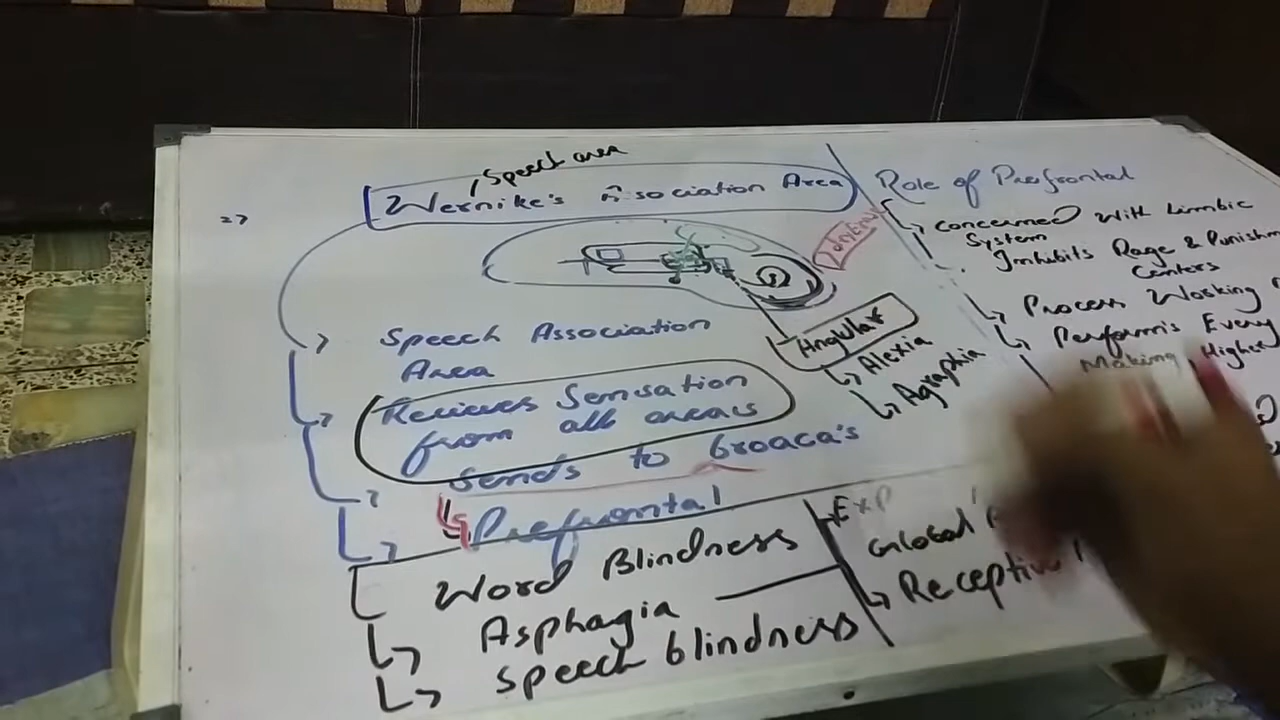 Speech area
=> Wernike's Association Area
Speech Association
Area
Recieves Sensation
from all areas
Sends to broaca's
Prefrontal
Word Blindness
Asphagia
Speech blindness
Angular
Alexia
Agraphia
Exp
Global
Receptive
Role of Prefrontal
concerned with Limbic
System
Inhibits Rage & Punishm
Centers
Process Working
Performs Every
Making Higher